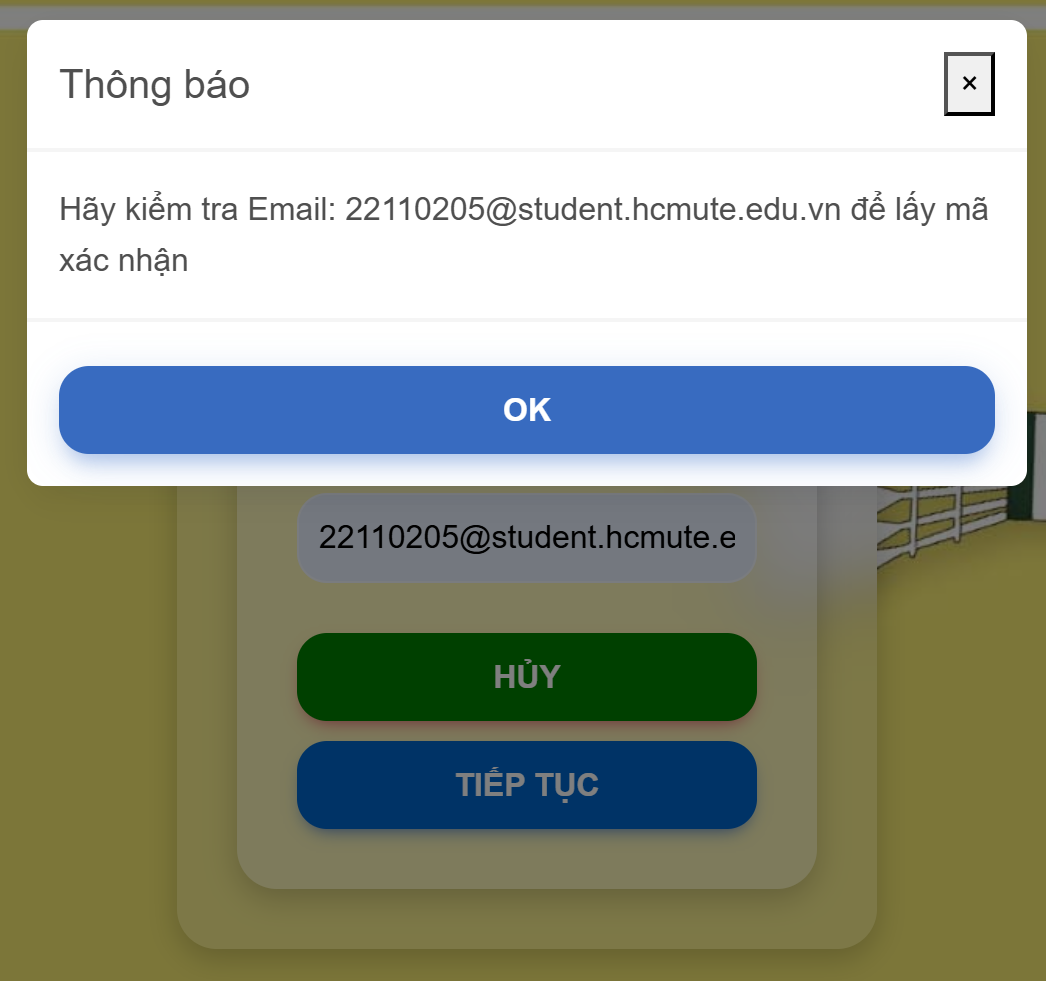 Thông báo
×
Hãy kiểm tra Email: 22110205@student.hcmute.edu.vn để lấy mã
xác nhận
OK
22110205@student.hcmute.e
HỦY
TIẾP TỤC